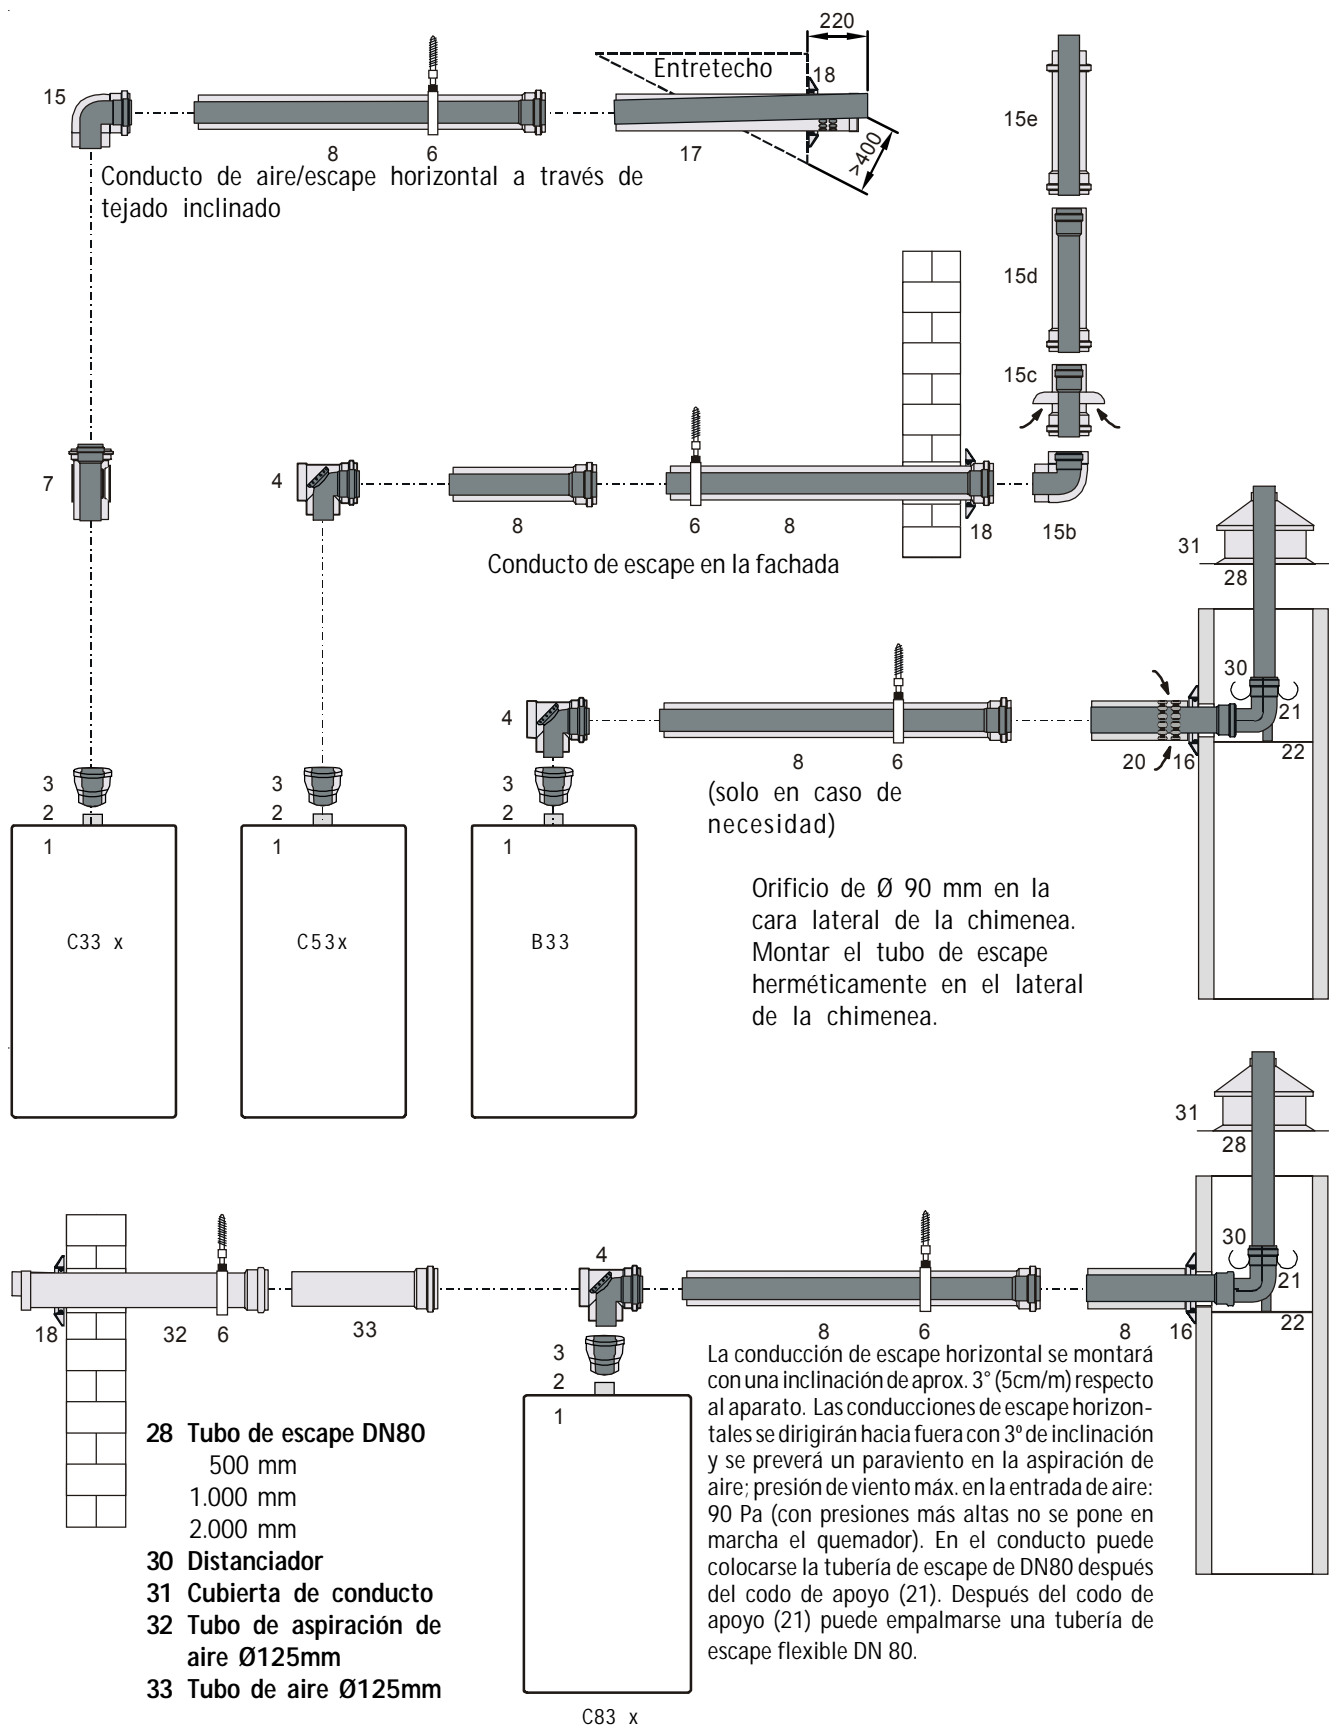 220
Entretecho
18
15
15e
>400
8
6
17
Conducto de aire/escape horizontal a través de
tejado inclinado
15d
15c
7
4
8
6
8
18
15b
Conducto de escape en la fachada
31
28
30
4
21
8
6
20
16
22
3
2
1
C33 x
3
2
1
C53x
3
2
1
B33
(solo en caso de
necesidad)
Orificio de Ø 90 mm en la
cara lateral de la chimenea.
Montar el tubo de escape
herméticamente en el lateral
de la chimenea.
31
28
30
4
21
18
32
6
33
8
6
8
16
22
3
2
1
C83 x
La conducción de escape horizontal se montará
con una inclinación de aprox. 3° (5cm/m) respecto
al aparato. Las conducciones de escape horizon-
tales se dirigirán hacia fuera con 3º de inclinación
y se preverá un paraviento en la aspiración de
aire; presión de viento máx. en la entrada de aire:
90 Pa (con presiones más altas no se pone en
marcha el quemador). En el conducto puede
colocarse la tubería de escape de DN80 después
del codo de apoyo (21). Después del codo de
apoyo (21) puede empalmarse una tubería de
escape flexible DN 80.
28 Tubo de escape DN80
500 mm
1.000 mm
2.000 mm
30 Distanciador
31 Cubierta de conducto
32 Tubo de aspiración de
aire Ø125mm
33 Tubo de aire Ø125mm